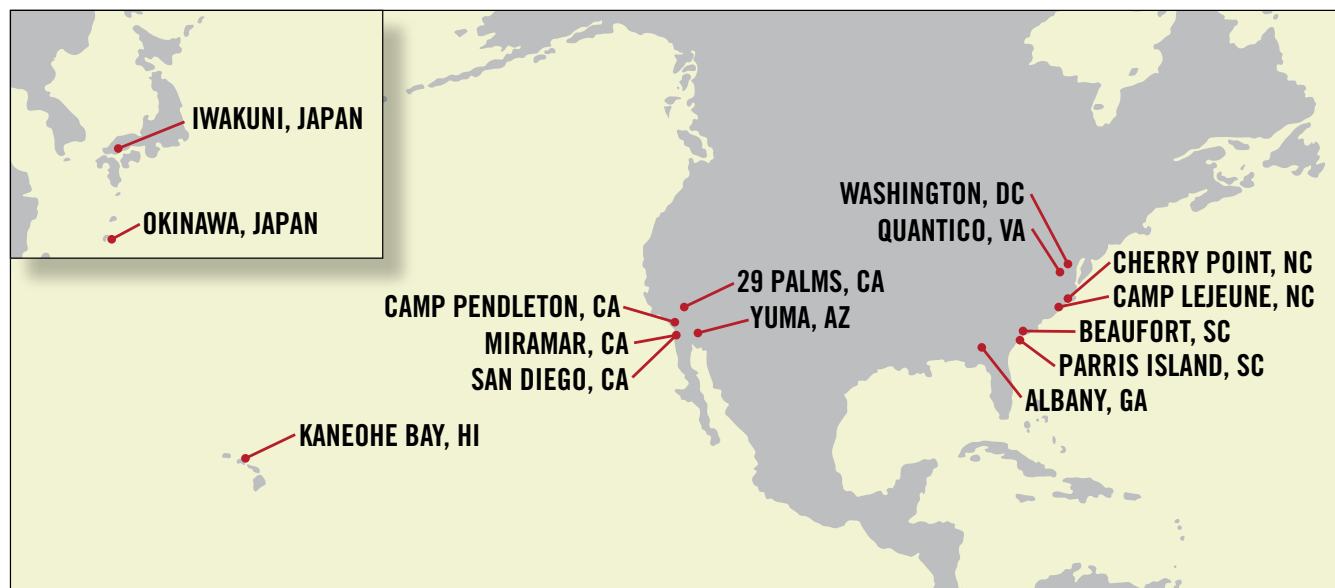 IWAKUNI, JAPAN
OKINAWA, JAPAN
WASHINGTON, DC
QUANTICO, VA
CHERRY POINT, NC
CAMP LEJEUNE, NC
BEAUFORT, SC
PARRIS ISLAND, SC
ALBANY, GA
29 PALMS, CA
YUMA, AZ
CAMP PENDLETON, CA
MIRAMAR, CA
SAN DIEGO, CA
KANEOHE BAY, HI